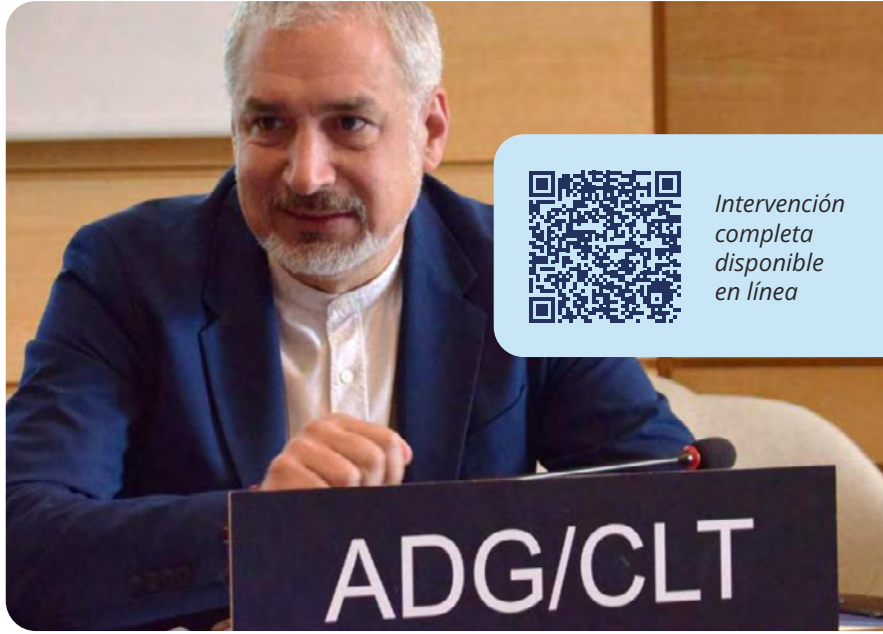 Intervención
completa
disponible
en línea
ADG/CLT